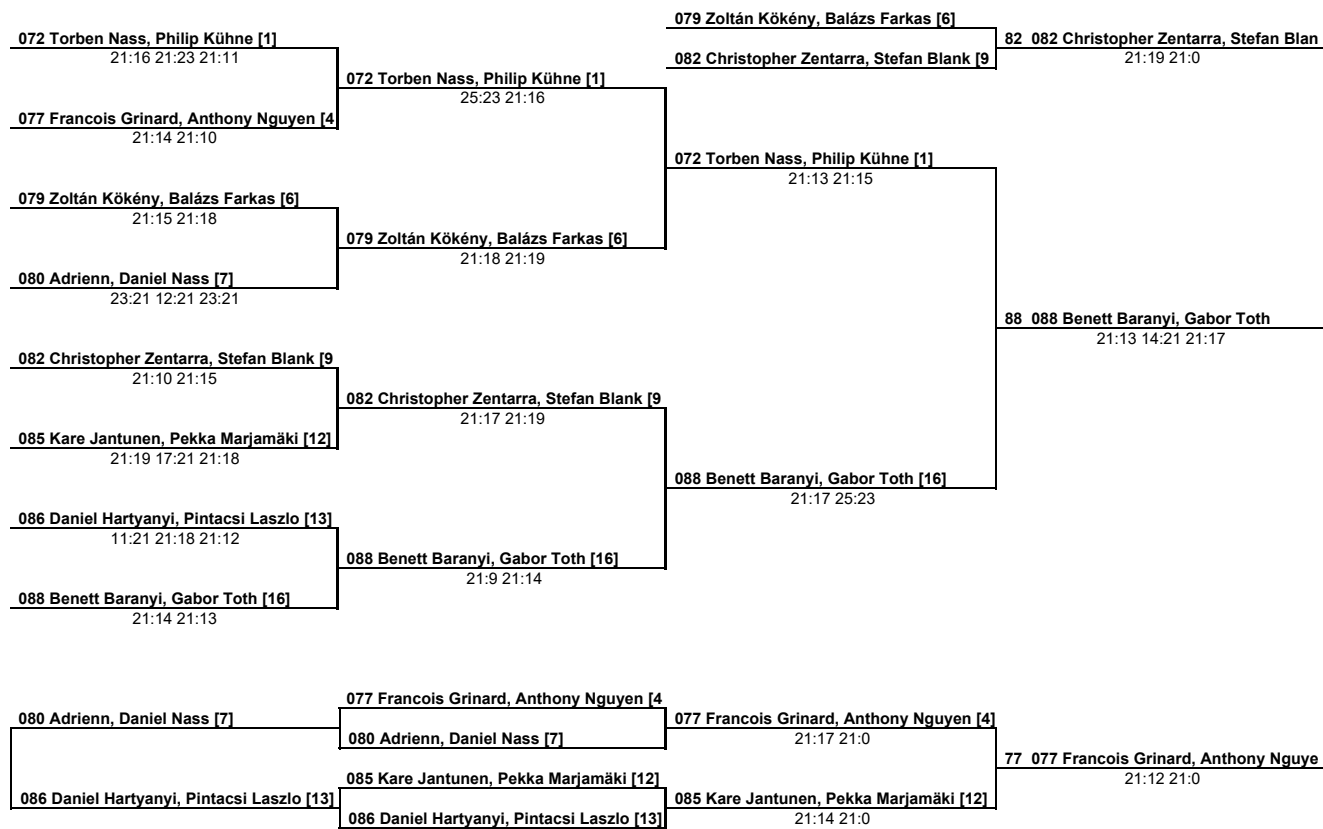 079 Zoltán Kökény, Balázs Farkas [6]
072 Torben Nass, Philip Kühne [1]
82 082 Christopher Zentarra, Stefan Blan
21:16 21:23 21:11
082 Christopher Zentarra, Stefan Blank [9
21:19 21:0
072 Torben Nass, Philip Kühne [1]
25:23 21:16
077 Francois Grinard, Anthony Nguyen [4
21:14 21:10
072 Torben Nass, Philip Kühne [1]
21:13 21:15
079 Zoltán Kökény, Balázs Farkas [6]
21:15 21:18
079 Zoltán Kökény, Balázs Farkas [6]
21:18 21:19
080 Adrienn, Daniel Nass [7]
23:21 12:21 23:21
88 088 Benett Baranyi, Gabor Toth
21:13 14:21 21:17
082 Christopher Zentarra, Stefan Blank [9
21:10 21:15
082 Christopher Zentarra, Stefan Blank [9
21:17 21:19
085 Kare Jantunen, Pekka Marjamäki [12]
21:19 17:21 21:18
088 Benett Baranyi, Gabor Toth [16]
21:17 25:23
086 Daniel Hartyanyi, Pintacsi Laszlo [13]
11:21 21:18 21:12
088 Benett Baranyi, Gabor Toth [16]
21:9 21:14
088 Benett Baranyi, Gabor Toth [16]
21:14 21:13
077 Francois Grinard, Anthony Nguyen [4
080 Adrienn, Daniel Nass [7]
077 Francois Grinard, Anthony Nguyen [4]
080 Adrienn, Daniel Nass [7]
21:17 21:0
77 077 Francois Grinard, Anthony Nguye
085 Kare Jantunen, Pekka Marjamäki [12]
21:12 21:0
086 Daniel Hartyanyi, Pintacsi Laszlo [13]
085 Kare Jantunen, Pekka Marjamäki [12]
086 Daniel Hartyanyi, Pintacsi Laszlo [13]
21:14 21:0